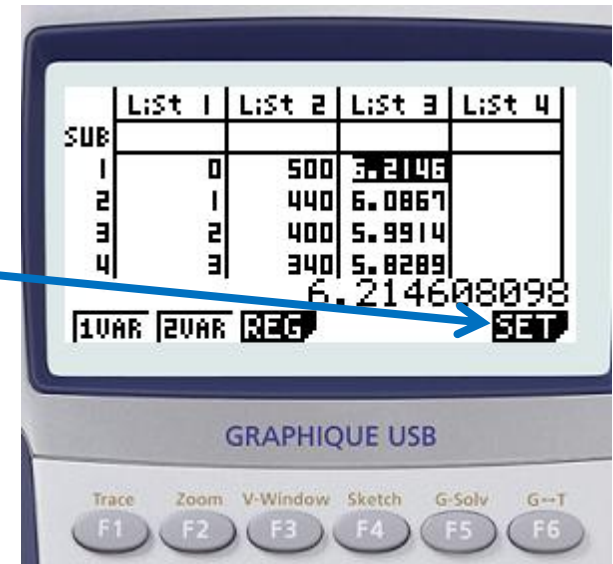 List 1 List 2 List 3 List 4
SUB
1 0 500 6.2146
2 1 440 6.0867
3 2 400 5.9914
4 3 340 5.8289
6.214608098
1VAR 2VAR REG SET
GRAPHIQUE USB
Trace Zoom V-Window Sketch G-Solv G↔T
F1 F2 F3 F4 F5 F6